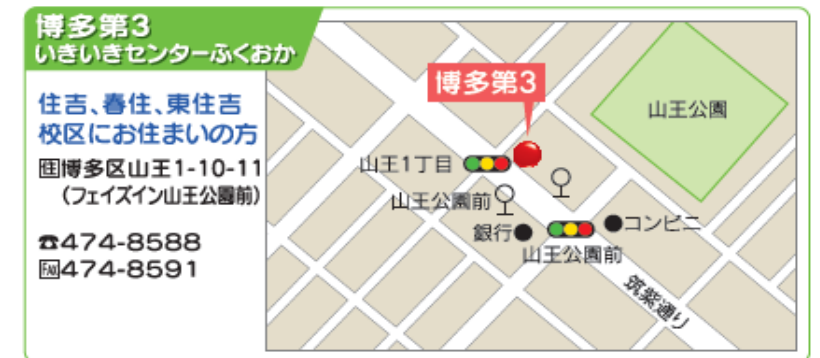 博多第3
いきいきセンターふくおか
住吉、春住、東住吉
校区にお住まいの方
住博多区山王1-10-11
(フェイズイン山王公園前)
☎474-8588
FAX474-8591
博多第3
山王公園
山王1丁目
山王公園前
銀行
コンビニ
山王公園前
筑紫通り